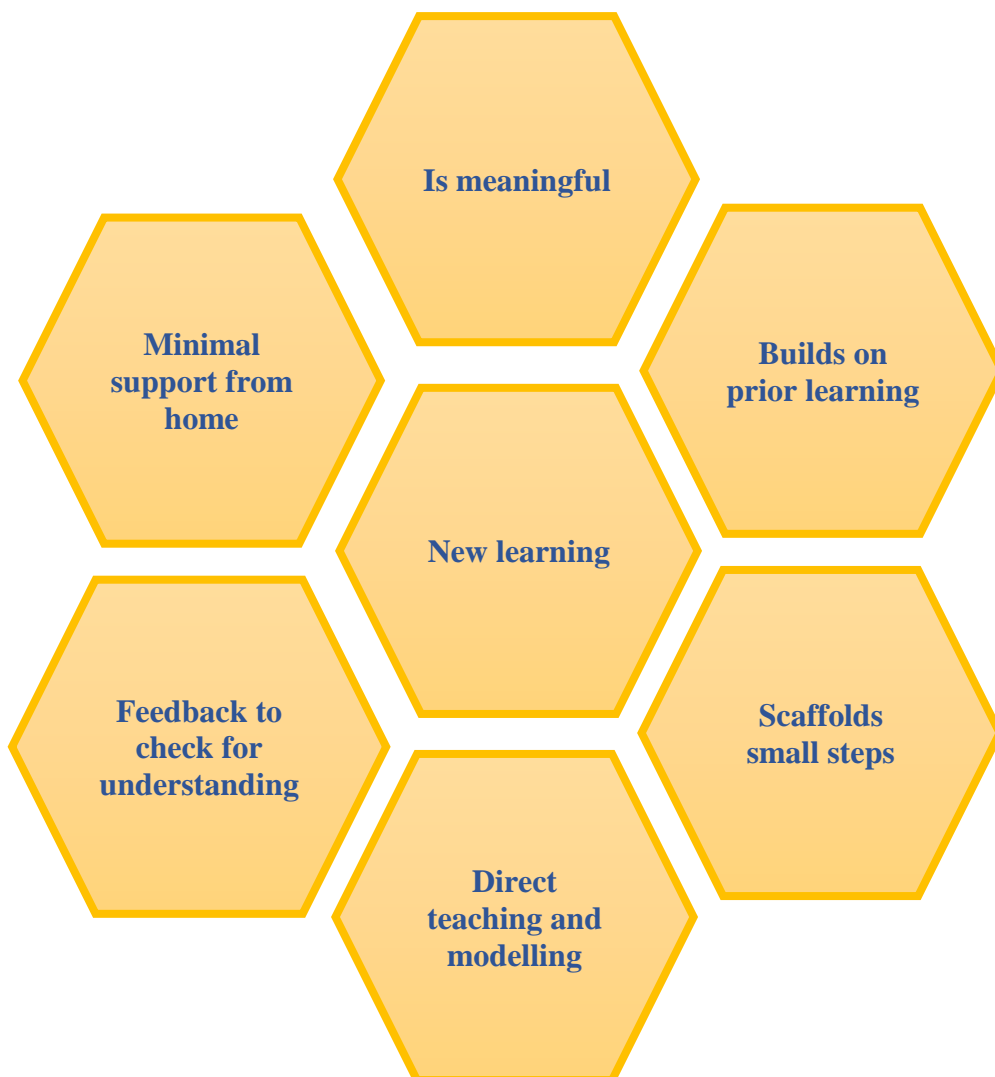 Is meaningful
Minimal
support from
home
Builds on
prior learning
New learning
Feedback to
check for
understanding
Scaffolds
small steps
Direct
teaching and
modelling